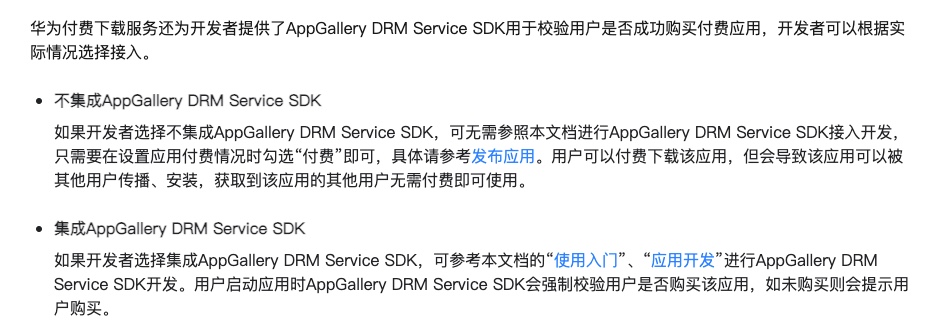 华为付费下载服务还为开发者提供了AppGallery DRM Service SDK用于校验用户是否成功购买付费应用，开发者可以根据实
际情况选择接入。
• 不集成AppGallery DRM Service SDK
如果开发者选择不集成AppGallery DRM Service SDK，可无需参照本文档进行AppGallery DRM Service SDK接入开发，
只需要在设置应用付费情况时勾选“付费”即可，具体请参考发布应用。用户可以付费下载该应用，但会导致该应用可以被
其他用户传播、安装，获取到该应用的其他用户无需付费即可使用。
• 集成AppGallery DRM Service SDK
如果开发者选择集成AppGallery DRM Service SDK，可参考本文档的“使用入门”、“应用开发”进行AppGallery DRM
Service SDK开发。用户启动应用时AppGallery DRM Service SDK会强制校验用户是否购买该应用，如未购买则会提示用
户购买。